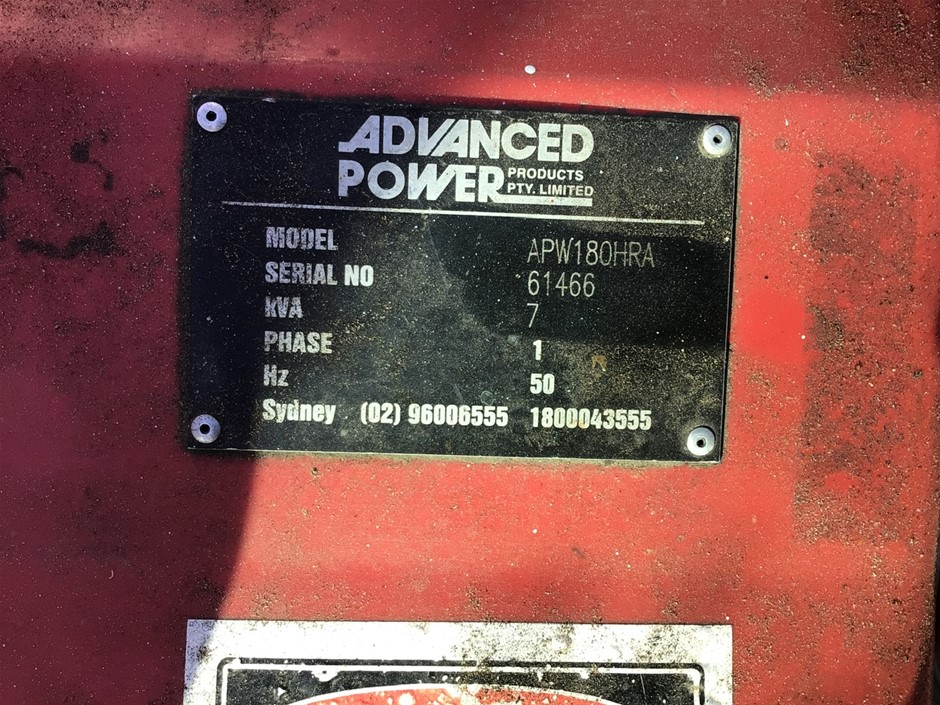 ADVANCED
POWER PRODUCTS
PTY. LIMITED
MODEL APW180HRA
SERIAL NO 61466
kVA 7
PHASE 1
Hz 50
Sydney (02) 96006555 1800043555